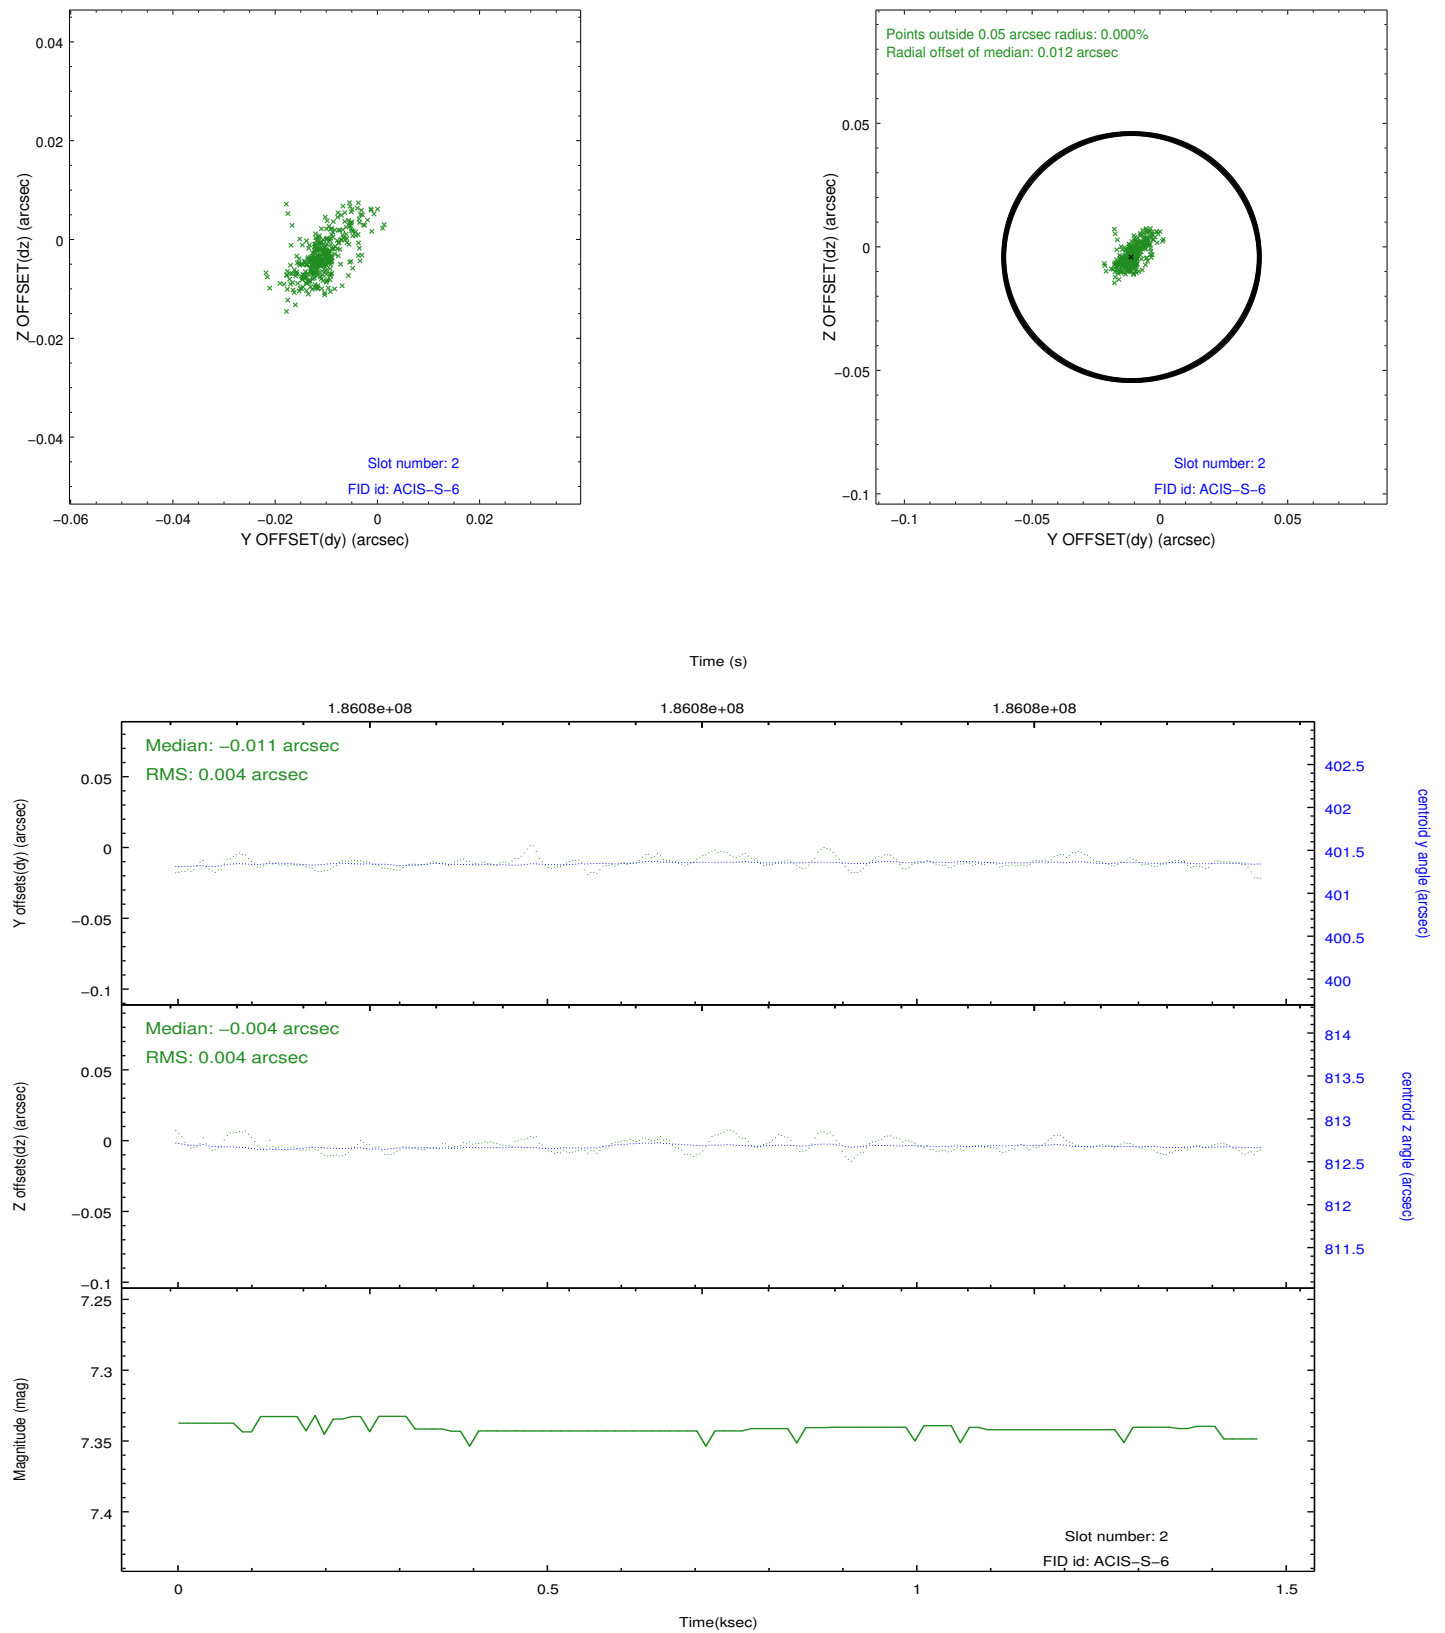 0.04
0.02
0
−0.02
−0.04
Z OFFSET(dz) (arcsec)
−0.06
−0.04
−0.02
0
0.02
Y OFFSET(dy) (arcsec)
Slot number: 2
FID id: ACIS−S−6
Points outside 0.05 arcsec radius: 0.000%
Radial offset of median: 0.012 arcsec
0.05
0
−0.05
−0.1
Z OFFSET(dz) (arcsec)
−0.1
−0.05
0
0.05
Y OFFSET(dy) (arcsec)
Slot number: 2
FID id: ACIS−S−6
Time (s)
1.8608e+08
1.8608e+08
1.8608e+08
Median: −0.011 arcsec
RMS: 0.004 arcsec
0.05
0
−0.05
−0.1
Y offsets(dy) (arcsec)
402.5
402
401.5
401
400.5
400
centroid y angle (arcsec)
Median: −0.004 arcsec
RMS: 0.004 arcsec
0.05
0
−0.05
−0.1
Z offsets(dz) (arcsec)
814
813.5
813
812.5
812
811.5
centroid z angle (arcsec)
7.25
7.3
7.35
7.4
Magnitude (mag)
Slot number: 2
FID id: ACIS−S−6
0
0.5
1
1.5
Time(ksec)